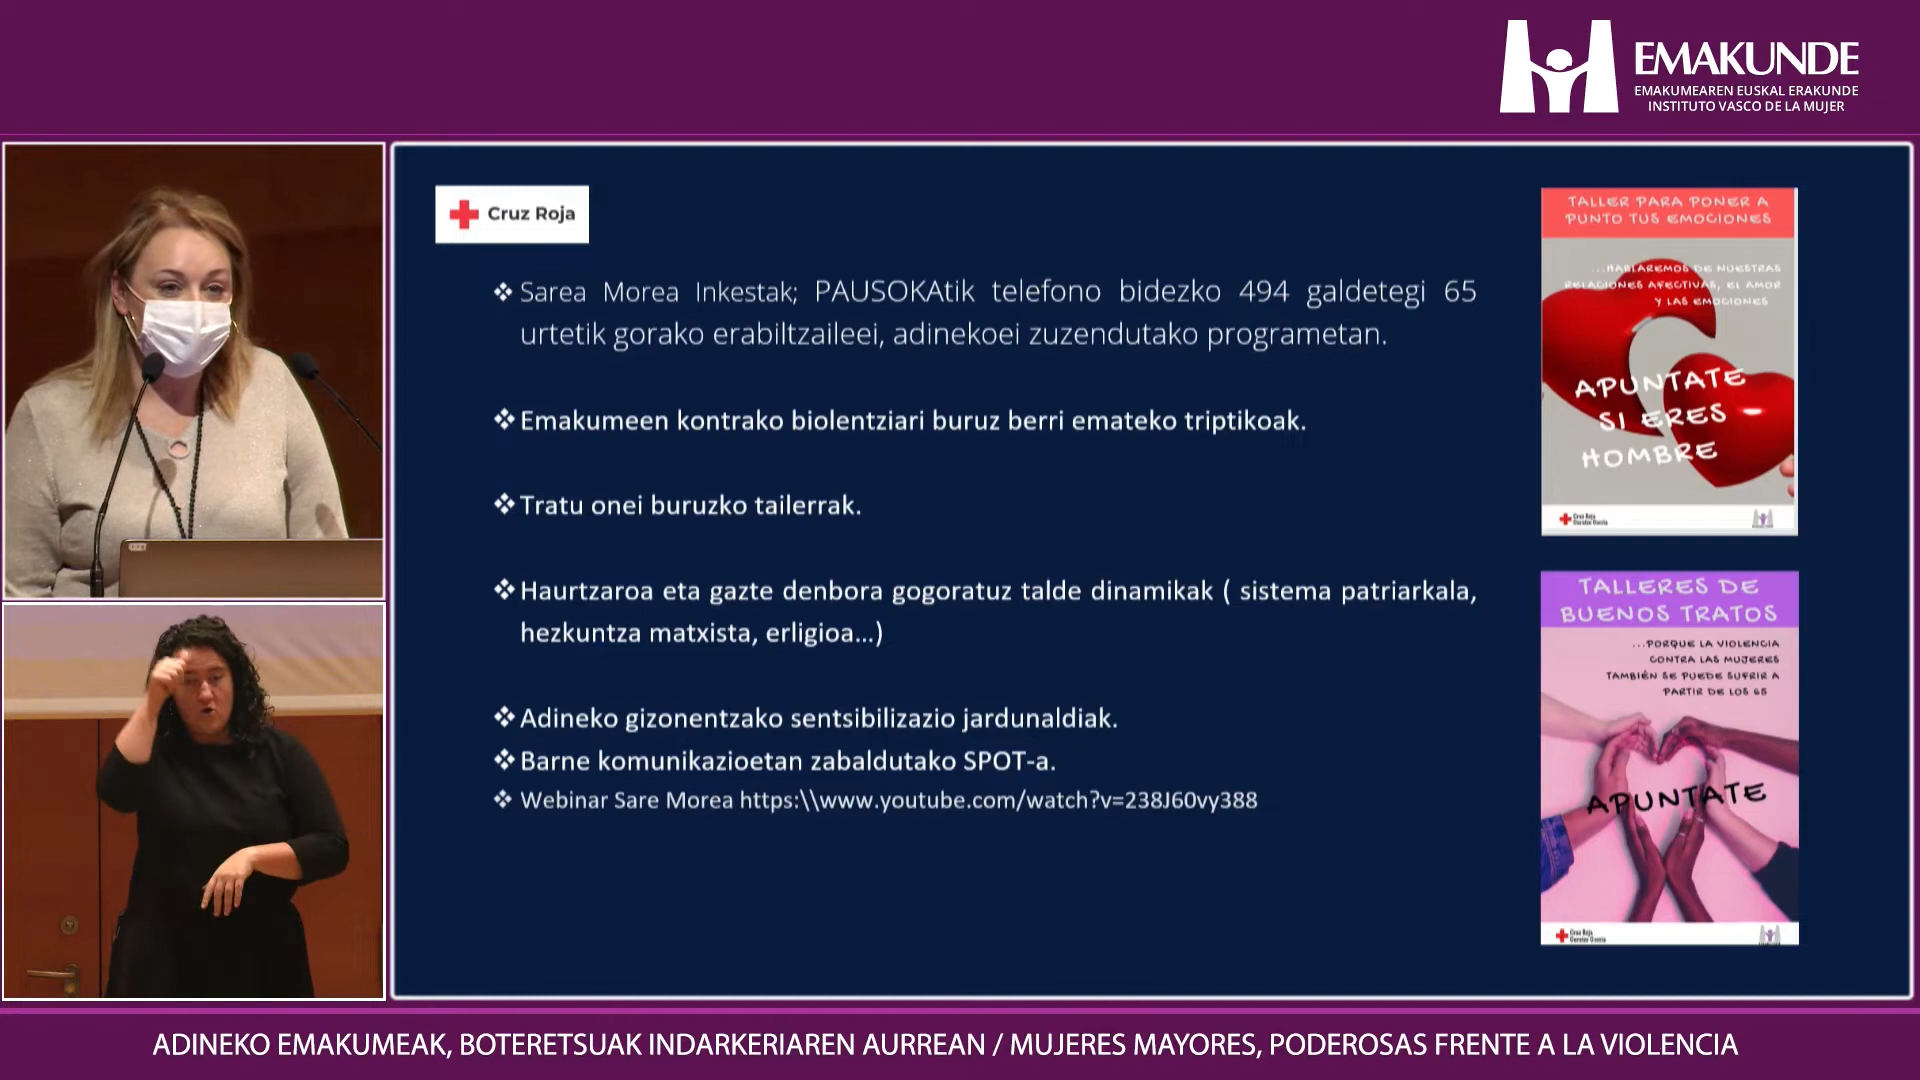 EMAKUNDE
EMAKUMEAREN EUSKAL ERAKUNDE
INSTITUTO VASCO DE LA MUJER
Cruz Roja
Sarea Morea Inkestak; PAUSOKAtik telefono bidezko 494 galdetegi 65
urtetik gorako erabiltzaileei, adinekoei zuzendutako programetan.
Emakumeen kontrako biolentziari buruz berri emateko triptikoak.
Tratu onei buruzko tailerrak.
Haurtzaroa eta gazte denbora gogoratuz talde dinamikak ( sistema patriarkala,
hezkuntza matxista, erligioa...)
Adineko gizonentzako sentsibilizazio jardunaldiak.
Barne komunikazioetan zabaldutako SPOT-a.
Webinar Sare Morea https:\\www.youtube.com/watch?v=238J60vy388
TALLER PARA PONER A
PUNTO TUS EMOCIONES
...HABLAREMOS DE NUESTRAS
RELACIONES AFECTIVAS, EL AMOR
Y LAS EMOCIONES
APUNTATE
SI ERES
HOMBRE
Cruz Roja
TALLERES DE
BUENOS TRATOS
...PORQUE LA VIOLENCIA
CONTRA LAS MUJERES
TAMBIÉN SE PUEDE SUFRIR A
PARTIR DE LOS 65
APUNTATE
Cruz Roja
ADINEKO EMAKUMEAK, BOTERETSUAK INDARKERIAREN AURREAN / MUJERES MAYORES, PODEROSAS FRENTE A LA VIOLENCIA